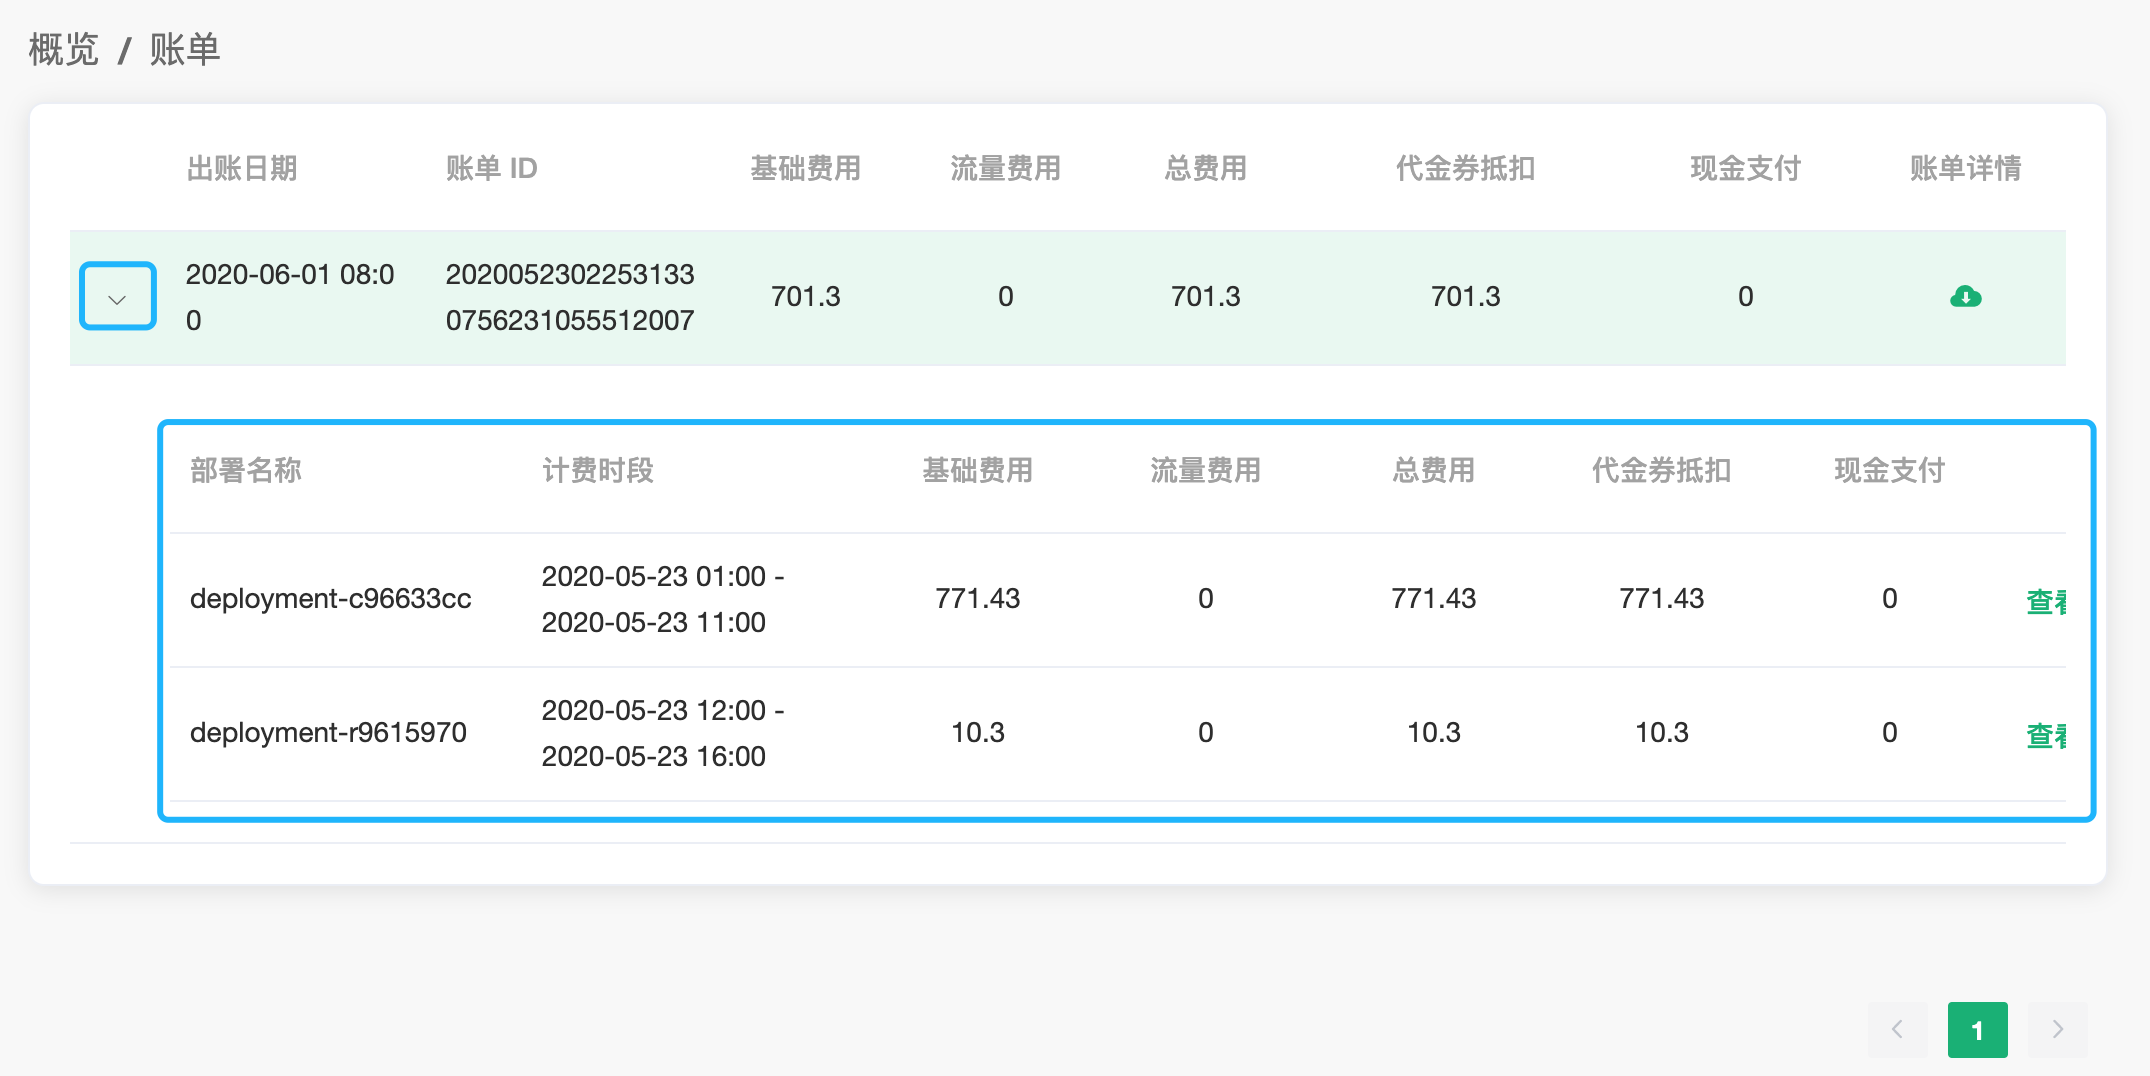 概览 / 账单
出账日期 账单 ID 基础费用 流量费用 总费用 代金券抵扣 现金支付 账单详情
2020-06-01 08:0
0
2020052302253133
0756231055512007
701.3 0 701.3 701.3 0
部署名称 计费时段 基础费用 流量费用 总费用 代金券抵扣 现金支付
deployment-c96633cc
2020-05-23 01:00 -
2020-05-23 11:00
771.43 0 771.43 771.43 0 查
deployment-r9615970
2020-05-23 12:00 -
2020-05-23 16:00
10.3 0 10.3 10.3 0 查
1